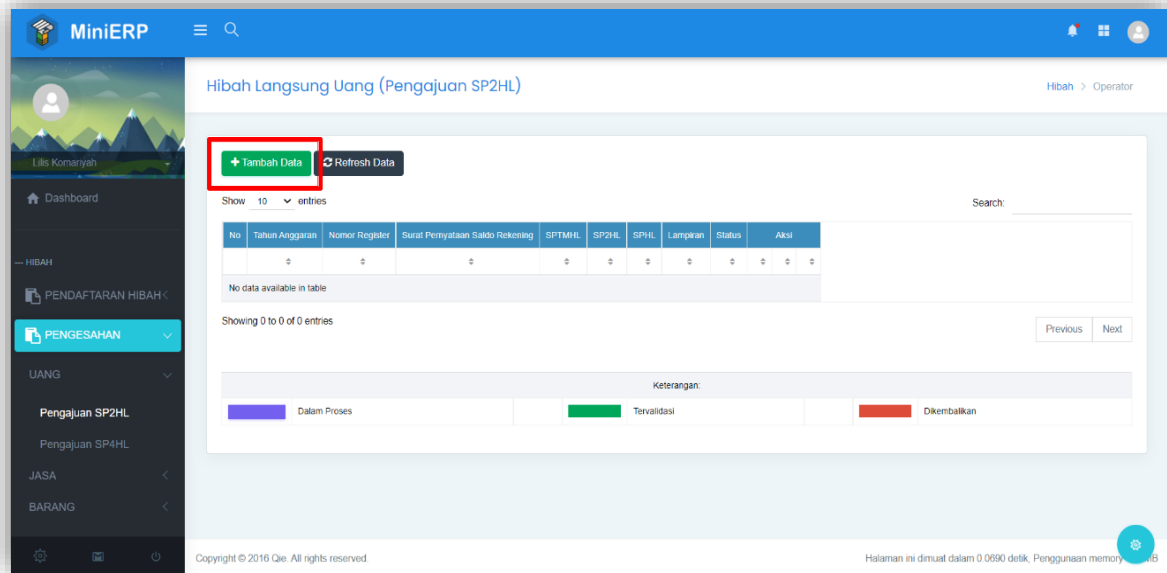 MiniERP
Hibah Langsung Uang (Pengajuan SP2HL)
Hibah > Operator
Lilis Komariyah
Dashboard
--- HIBAH
PENDAFTARAN HIBAH
PENGESAHAN
UANG
Pengajuan SP2HL
Pengajuan SP4HL
JASA
BARANG
+ Tambah Data
Refresh Data
Show 10 entries
Search:
No Tahun Anggaran Nomor Register Surat Pernyataan Saldo Rekening SPTMHL SP2HL SPHL Lampiran Status Aksi
No data available in table
Showing 0 to 0 of 0 entries
Previous Next
Keterangan:
Dalam Proses Tervalidasi Dikembalikan
Copyright © 2016 Qie. All rights reserved.
Halaman ini dimuat dalam 0.0690 detik, Penggunaan memory